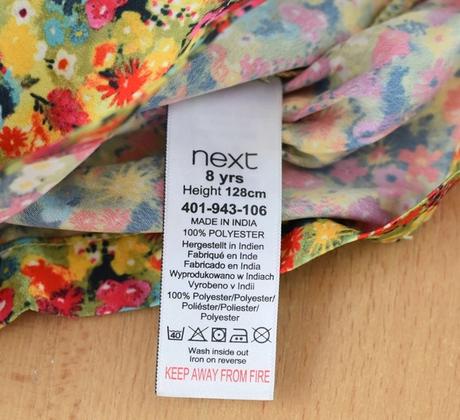 next
8 yrs
Height 128cm
401-943-106
MADE IN INDIA
100% POLYESTER
Hergestellt in Indien
Fabriqué en Inde
Fabricado en India
Wyprodukowano w Indiach
Vyrobeno v Indii
100% Polyester/Polyester/
Poliéster/Poliester/
Polyester
40
Wash inside out
Iron on reverse
KEEP AWAY FROM FIRE